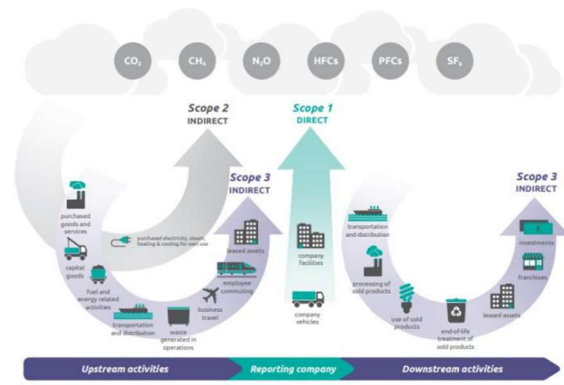 CO₂ CH₄ N₂O HFCs PFCs SF₆
Scope 2
INDIRECT
Scope 1
DIRECT
Scope 3
INDIRECT
Scope 3
INDIRECT
purchased
goods and
services
capital
goods
fuel and
energy related
activities
transportation
and distribution
waste
generated in
operations
business
travel
employee
commuting
leased assets
purchased electricity, steam,
heating & cooling for own use
company
facilities
company
vehicles
transportation
and distribution
processing of
sold products
use of sold
products
end-of-life
treatment of
sold products
leased assets
franchises
investments
Upstream activities
Reporting company
Downstream activities